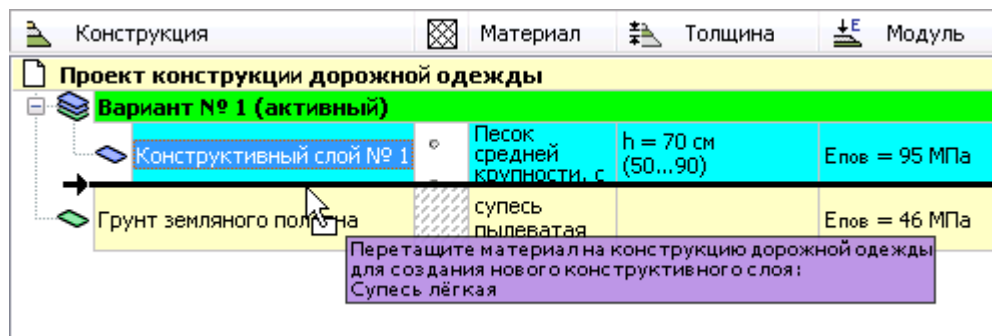 Конструкция Материал Толщина E Модуль
Проект конструкции дорожной одежды
Вариант № 1 (активный)
Конструктивный слой № 1
Песок
средней
крупности, с
h = 70 см
(50...90)
Eпов = 95 МПа
Грунт земляного
супесь
пылеватая
Eпов = 46 МПа
Перетащите материал на конструкцию дорожной одежды
для создания нового конструктивного слоя:
Супесь лёгкая